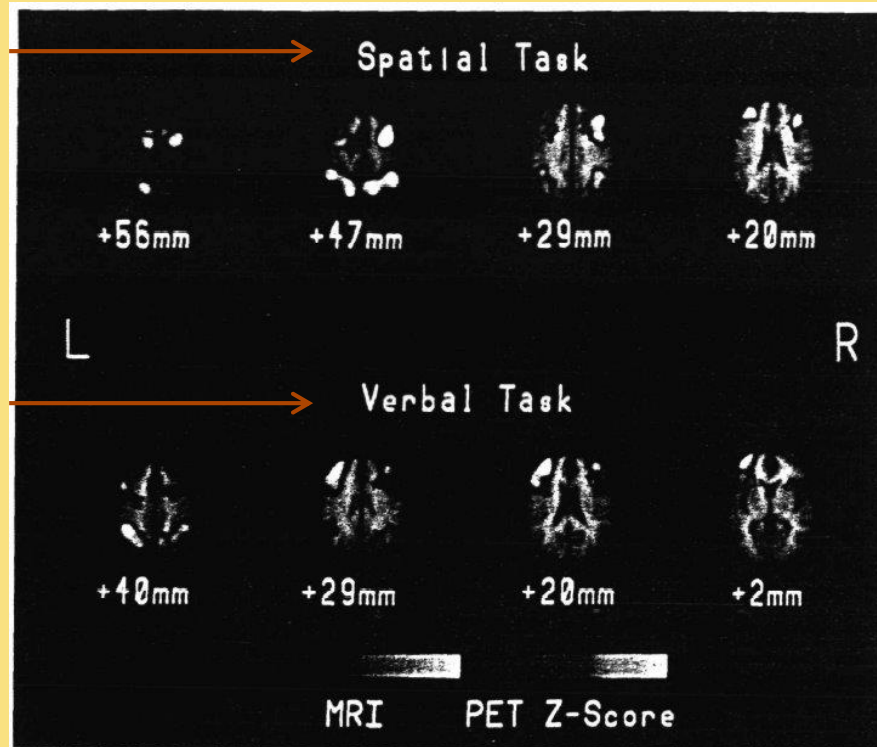 Spatial Task
+56mm +47mm +29mm +20mm
L R
Verbal Task
+40mm +29mm +20mm +2mm
MRI PET Z-Score